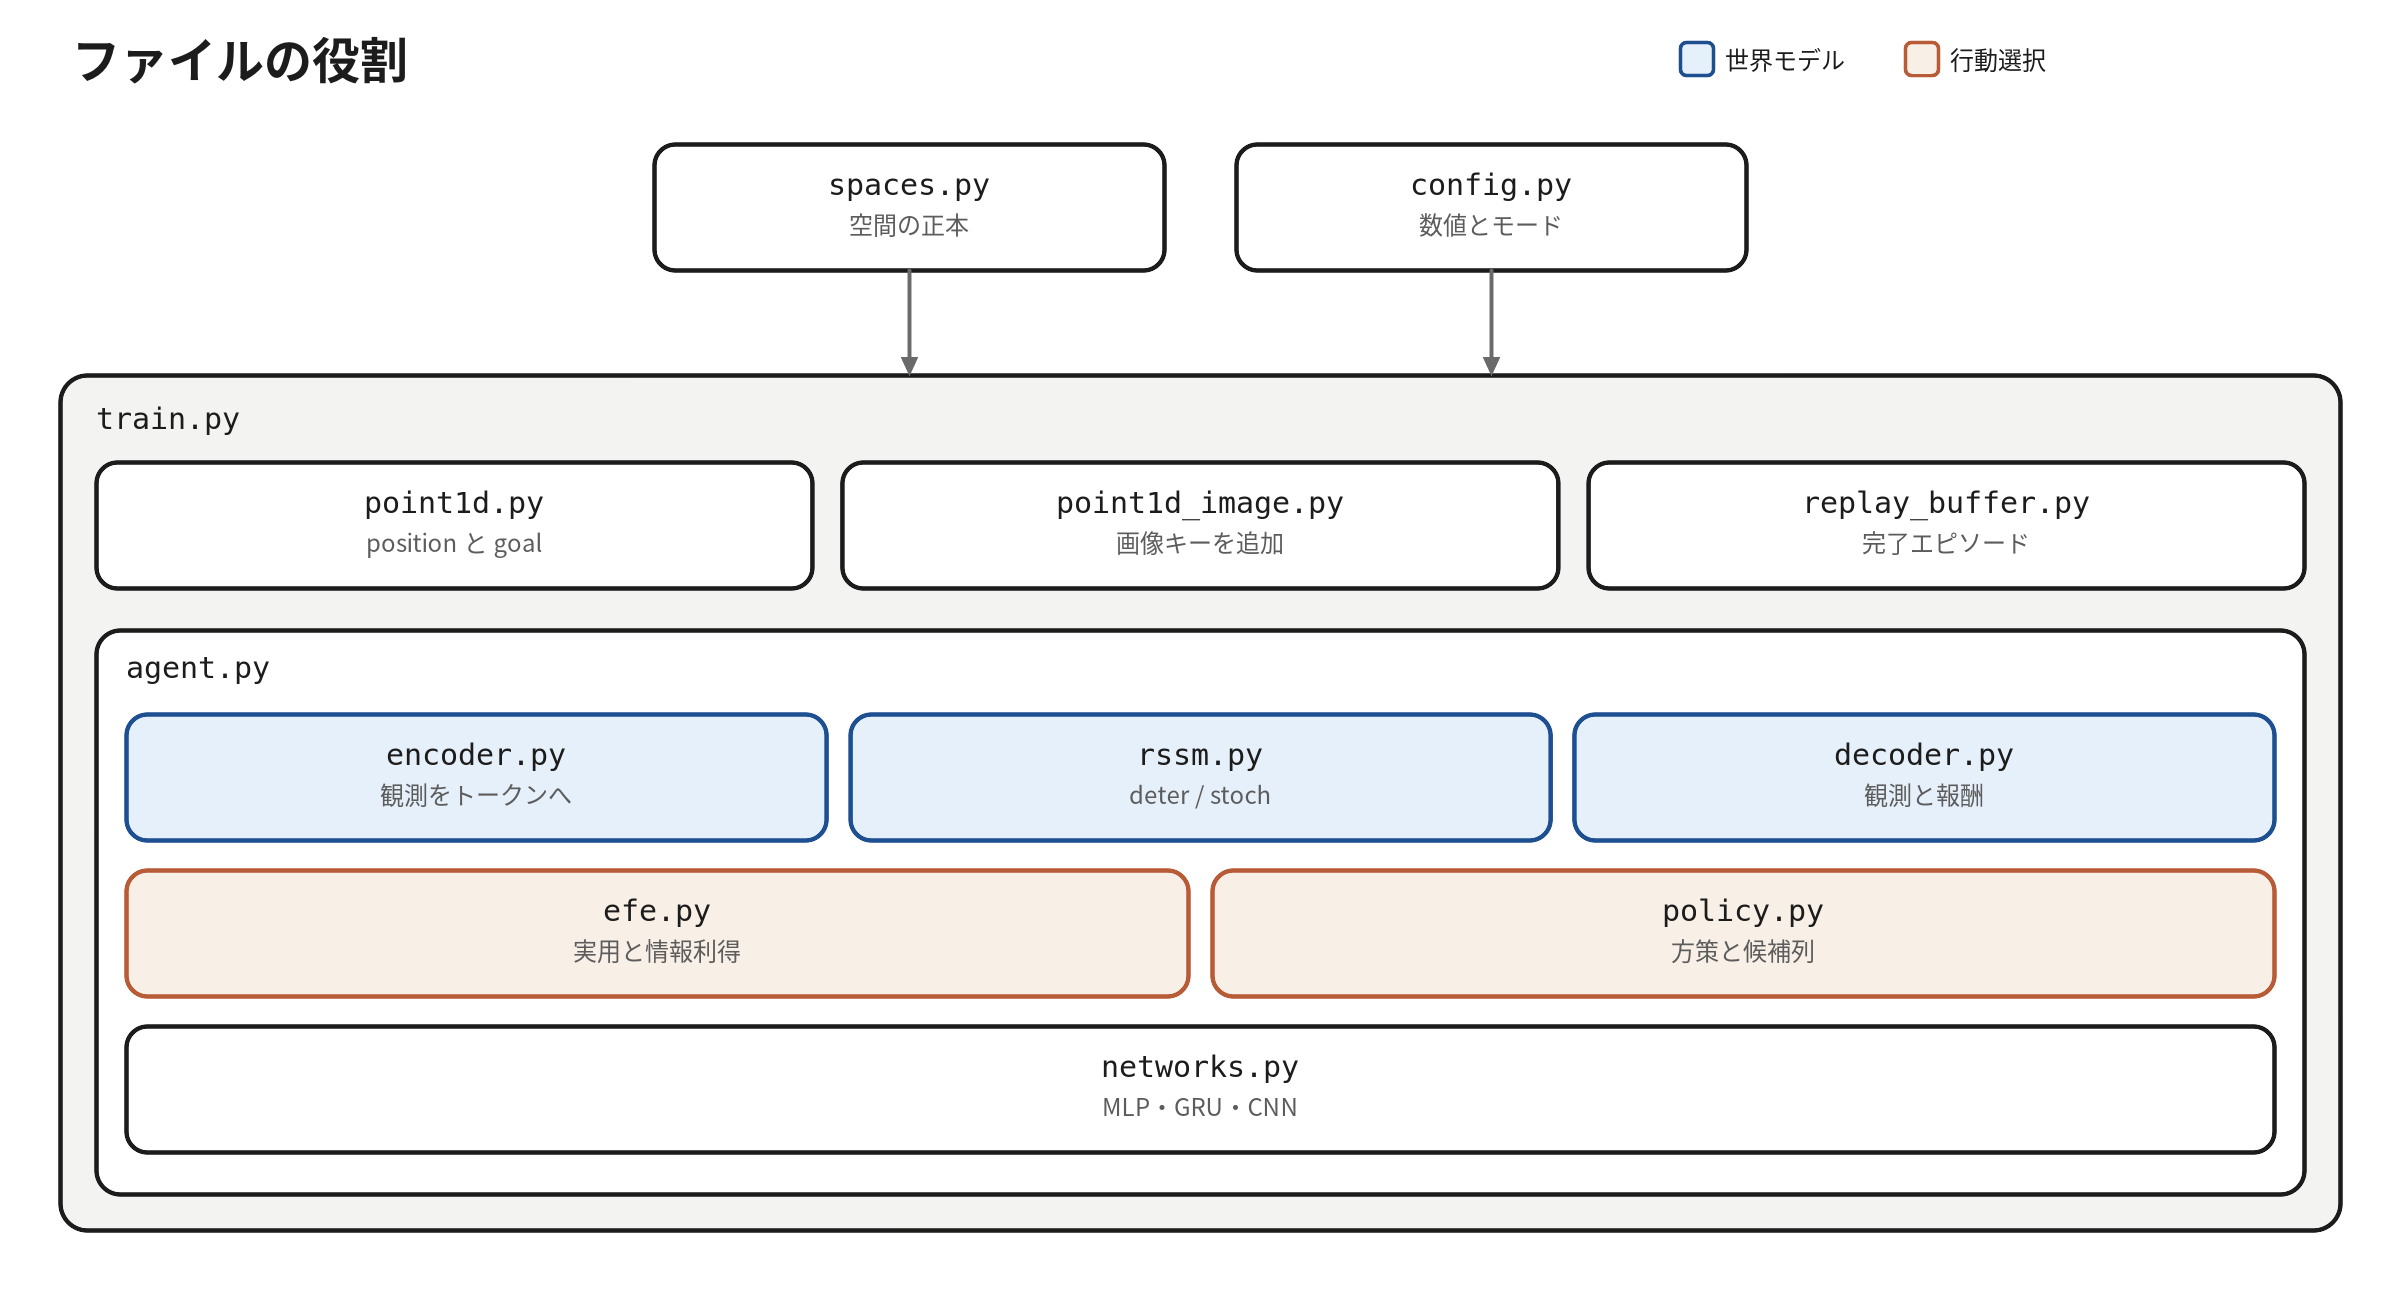 ファイルの役割
世界モデル
行動選択
spaces.py
空間の正本
config.py
数値とモード
train.py
point1d.py
position と goal
point1d_image.py
画像キーを追加
replay_buffer.py
完了エピソード
agent.py
encoder.py
観測をトークンへ
rssm.py
deter / stoch
decoder.py
観測と報酬
efe.py
実用と情報利得
policy.py
方策と候補列
networks.py
MLP・GRU・CNN